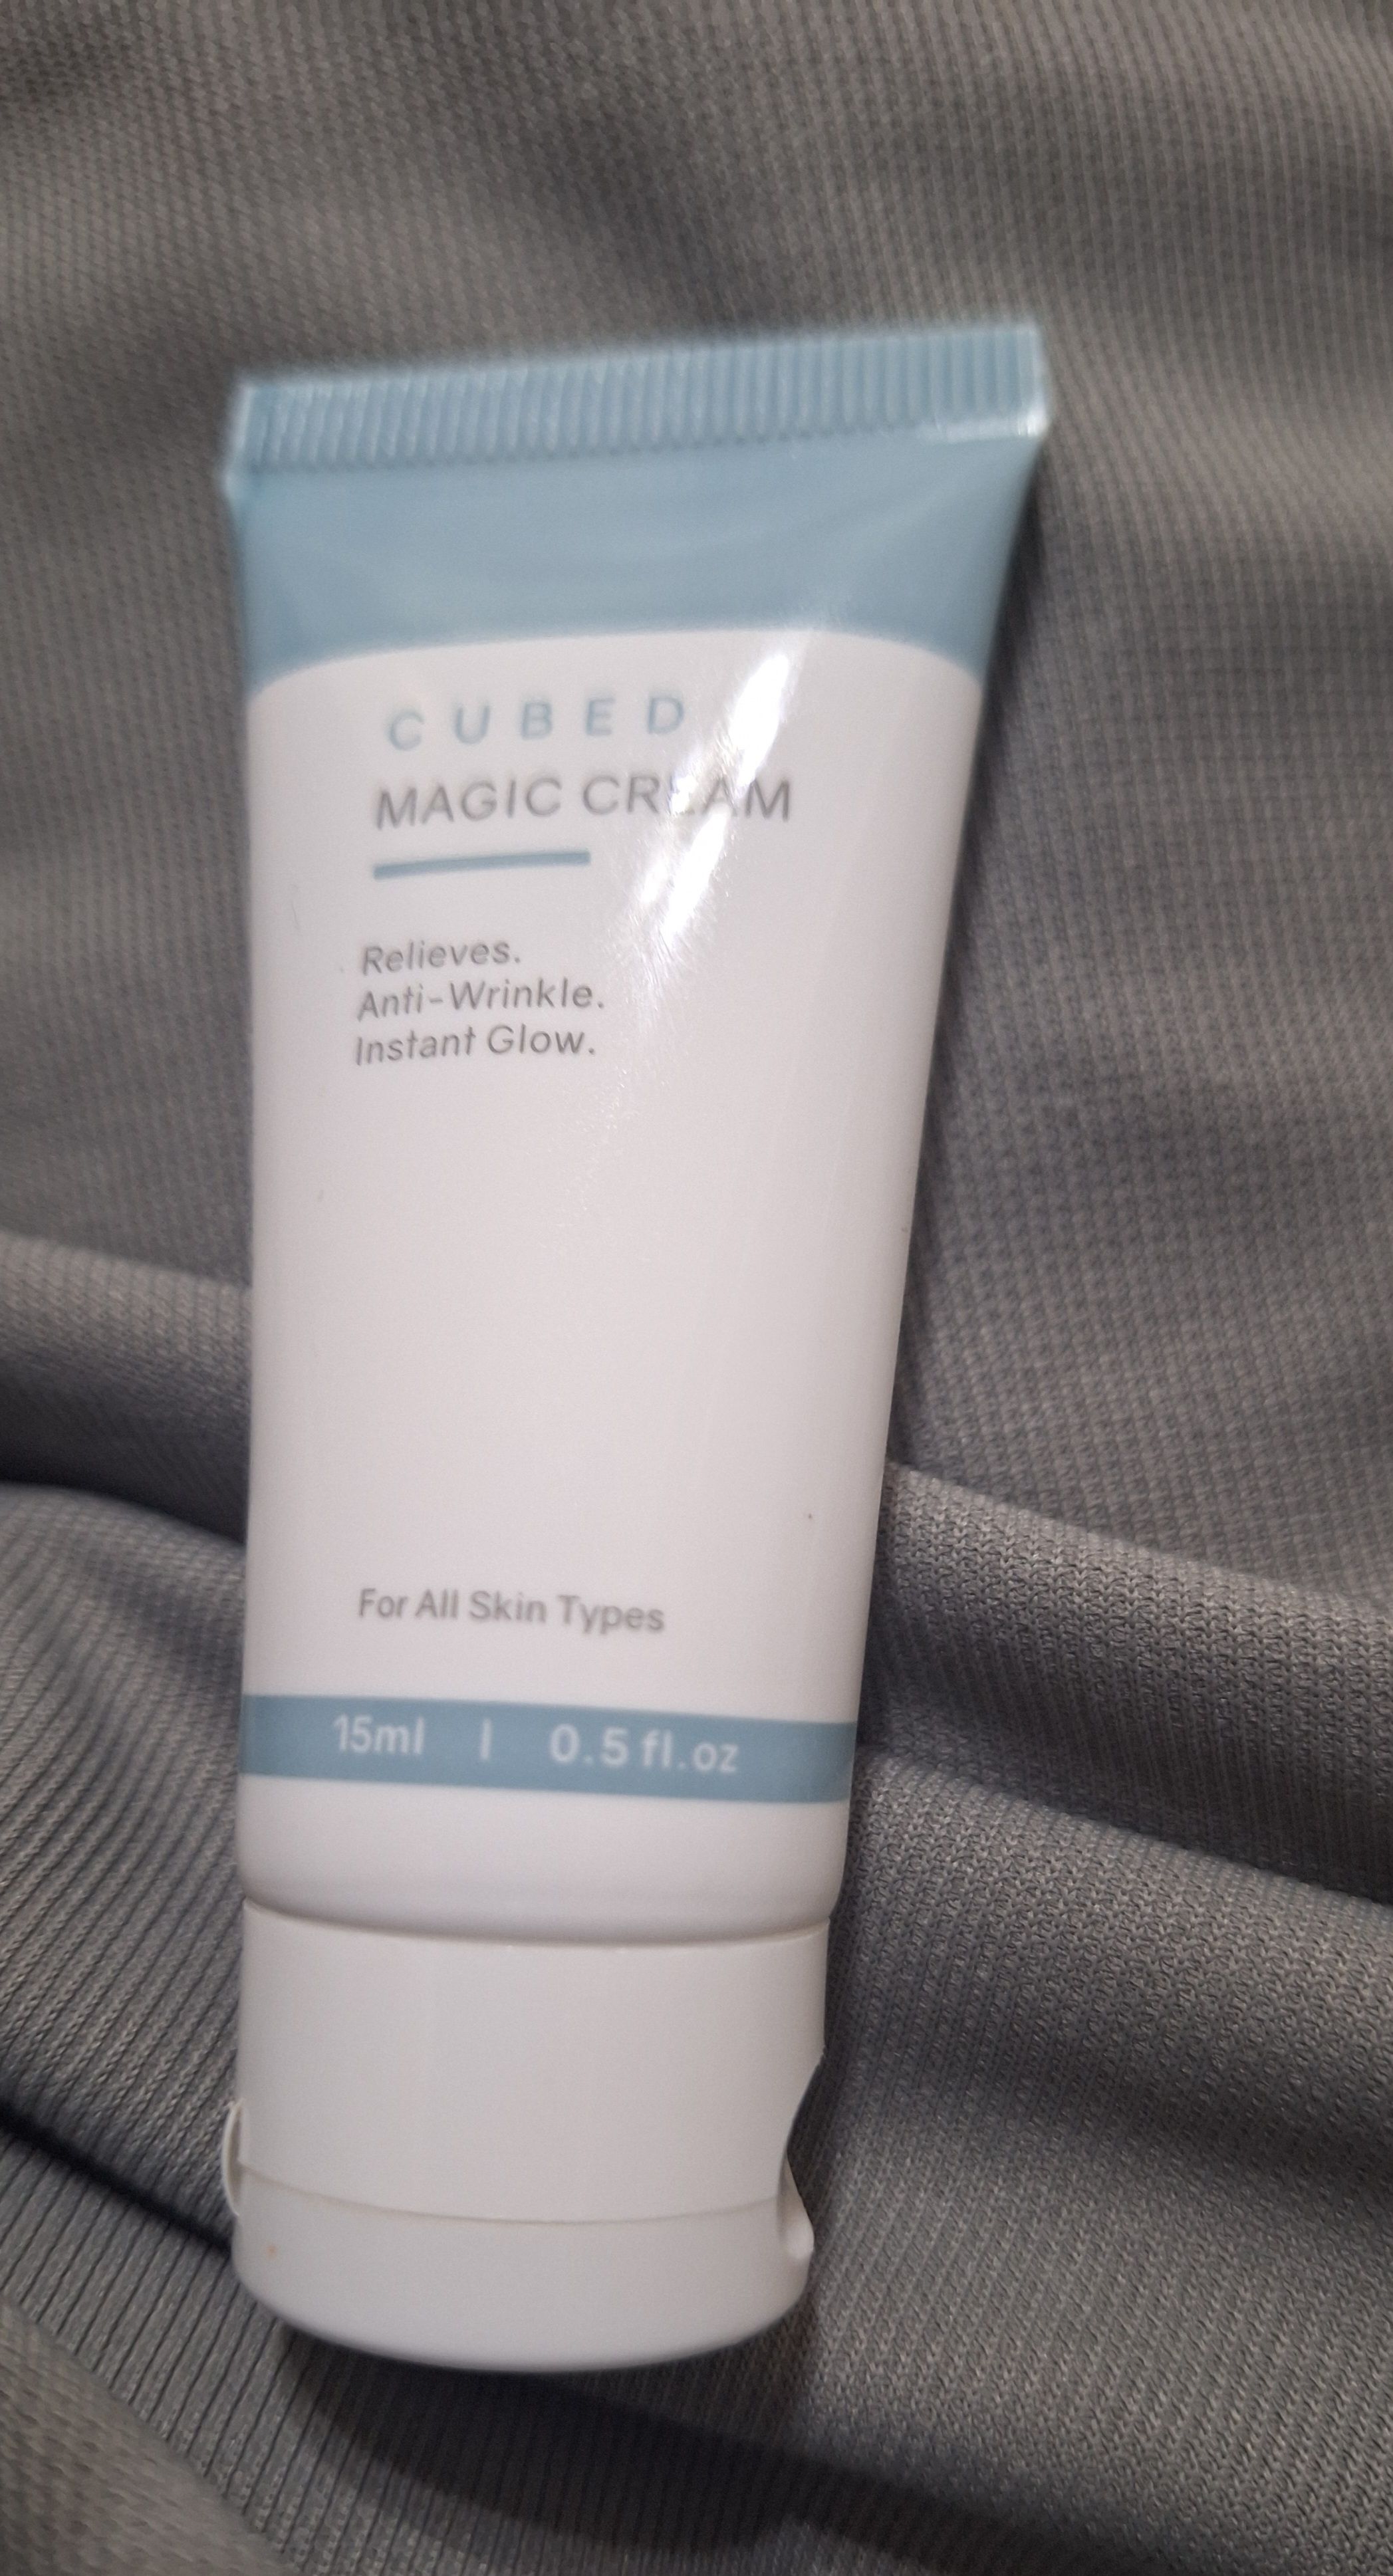 CUBED
MAGIC CREAM
Relieves.
Anti-Wrinkle.
Instant Glow.
For All Skin Types
15ml | 0.5 fl.oz